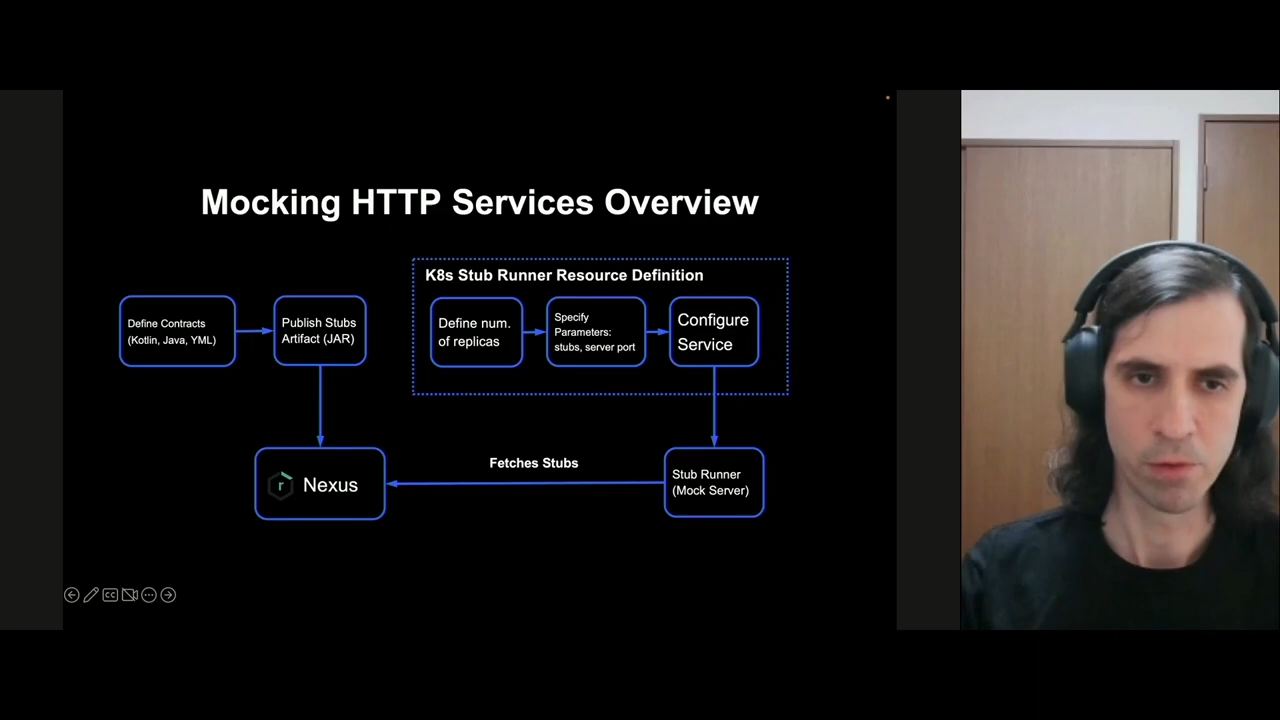 Mocking HTTP Services Overview
K8s Stub Runner Resource Definition
Define Contracts
(Kotlin, Java, YML)
Publish Stubs
Artifact (JAR)
Define num.
of replicas
Specify
Parameters:
stubs, server port
Configure
Service
Fetches Stubs
r
Nexus
Stub Runner
(Mock Server)
CC